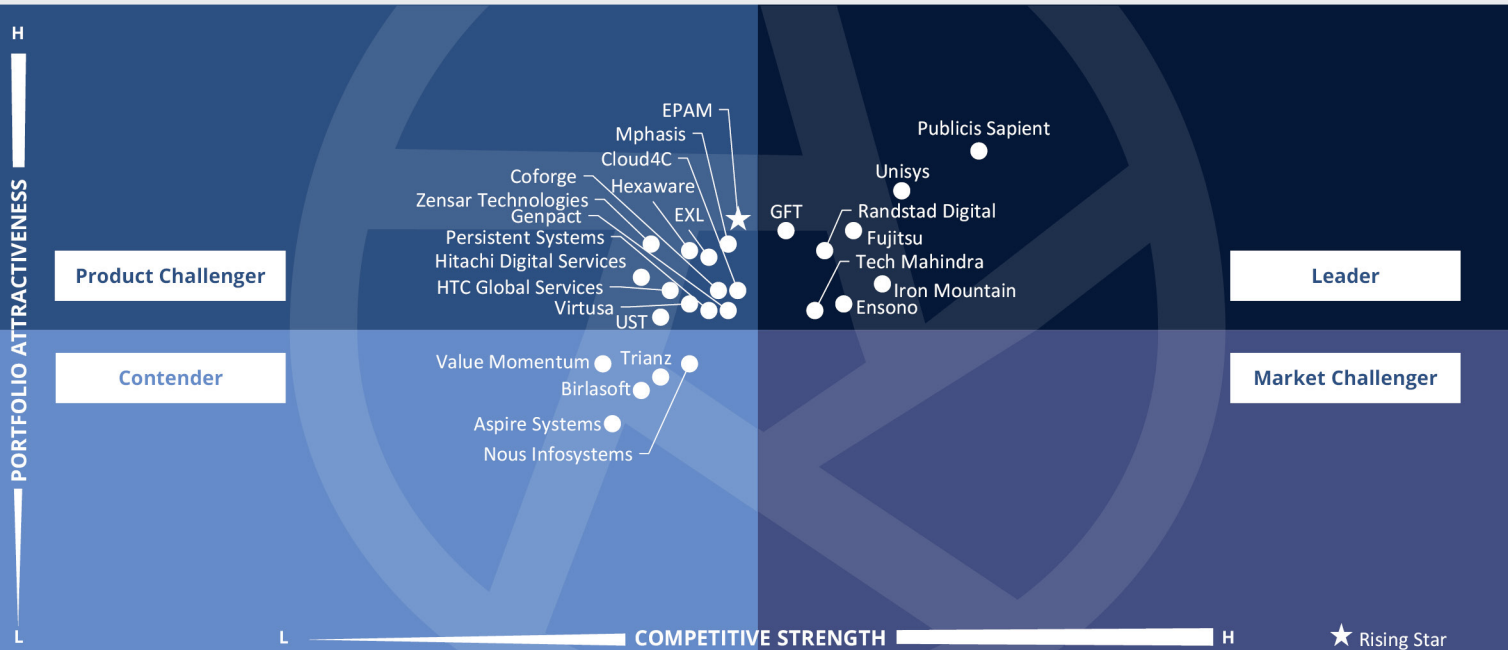 H
PORTFOLIO ATTRACTIVENESS
L
EPAM
Mphasis
Cloud4C
Coforge
Hexaware
Zensar Technologies
Genpact
EXL
Persistent Systems
Hitachi Digital Services
HTC Global Services
Virtusa
UST
Publicis Sapient
Unisys
GFT
Randstad Digital
Fujitsu
Tech Mahindra
Iron Mountain
Ensono
Product Challenger
Leader
Contender
Market Challenger
Value Momentum
Trianz
Birlasoft
Aspire Systems
Nous Infosystems
L
COMPETITIVE STRENGTH
H
Rising Star